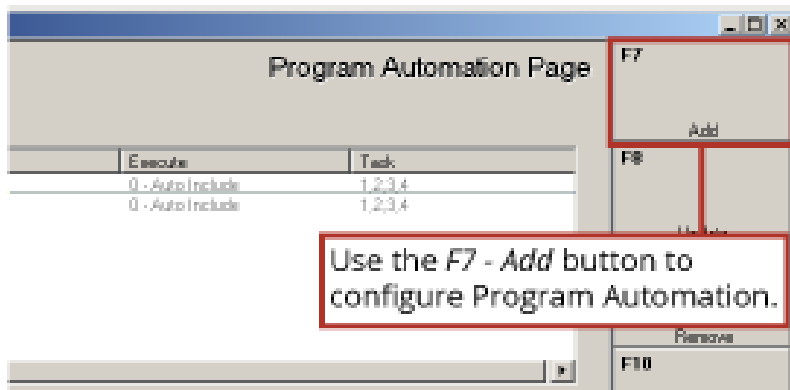 Program Automation Page
F7
Add
Execute Task
0 - Auto Include 1,2,3,4
0 - Auto Include 1,2,3,4
F8
Update
Use the F7 - Add button to
configure Program Automation.
Remove
F10